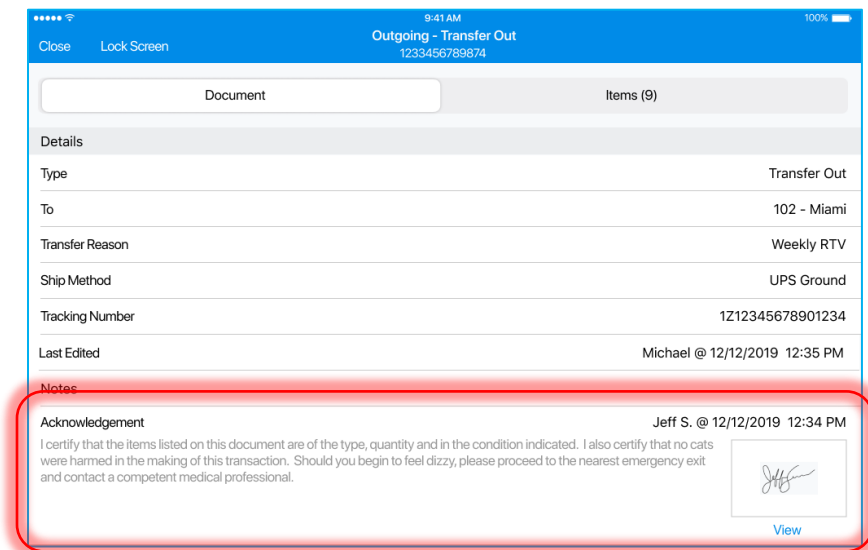 9:41 AM
100%
Close
Lock Screen
Outgoing - Transfer Out
1233456789874
Document
Items (9)
Details
Type
Transfer Out
To
102 - Miami
Transfer Reason
Weekly RTV
Ship Method
UPS Ground
Tracking Number
1Z12345678901234
Last Edited
Michael @ 12/12/2019 12:35 PM
Notes
Acknowledgement
Jeff S. @ 12/12/2019 12:34 PM
I certify that the items listed on this document are of the type, quantity and in the condition indicated. I also certify that no cats
were harmed in the making of this transaction. Should you begin to feel dizzy, please proceed to the nearest emergency exit
and contact a competent medical professional.
View